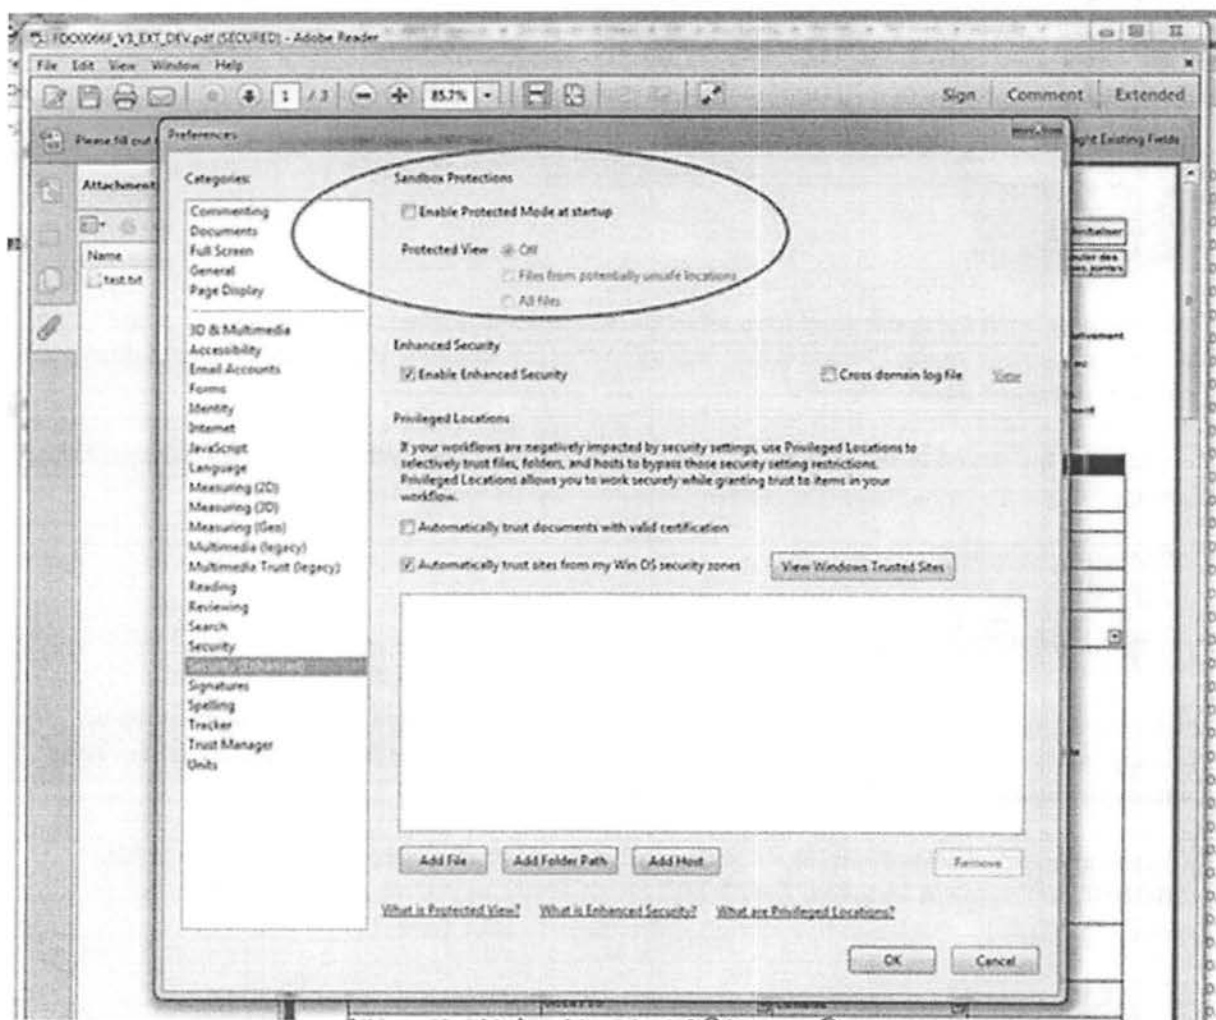 FDO0066F_V3_EXT_DEV.pdf (SECURED) - Adobe Reader
File Edit View Window Help
1 / 3 85.7% Sign Comment Extended
Please fill out
Existing Fields
Preferences
Attachments
Name
test.txt
Categories:
Commenting
Documents
Full Screen
General
Page Display
3D & Multimedia
Accessibility
Email Accounts
Forms
Identity
Internet
JavaScript
Language
Measuring (2D)
Measuring (3D)
Measuring (Geo)
Multimedia (legacy)
Multimedia Trust (legacy)
Reading
Reviewing
Search
Security
Security (Enhanced)
Signatures
Spelling
Tracker
Trust Manager
Units
Sandbox Protections
Enable Protected Mode at startup
Protected View Off
Files from potentially unsafe locations
All files
Enhanced Security
Enable Enhanced Security Cross domain log file View
Privileged Locations
If your workflows are negatively impacted by security settings, use Privileged Locations to
selectively trust files, folders, and hosts to bypass those security setting restrictions.
Privileged Locations allows you to work securely while granting trust to items in your
workflow.
Automatically trust documents with valid certification
Automatically trust sites from my Win OS security zones View Windows Trusted Sites
Add File Add Folder Path Add Host Remove
What is Protected View? What is Enhanced Security? What are Privileged Locations?
OK Cancel